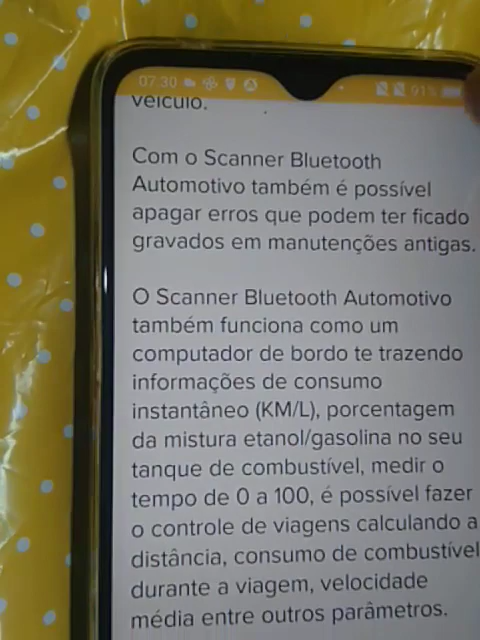 07:30
91%
veículo.
Com o Scanner Bluetooth
Automotivo também é possível
apagar erros que podem ter ficado
gravados em manutenções antigas.
O Scanner Bluetooth Automotivo
também funciona como um
computador de bordo te trazendo
informações de consumo
instantâneo (KM/L), porcentagem
da mistura etanol/gasolina no seu
tanque de combustível, medir o
tempo de 0 a 100, é possível fazer
o controle de viagens calculando a
distância, consumo de combustível
durante a viagem, velocidade
média entre outros parâmetros.